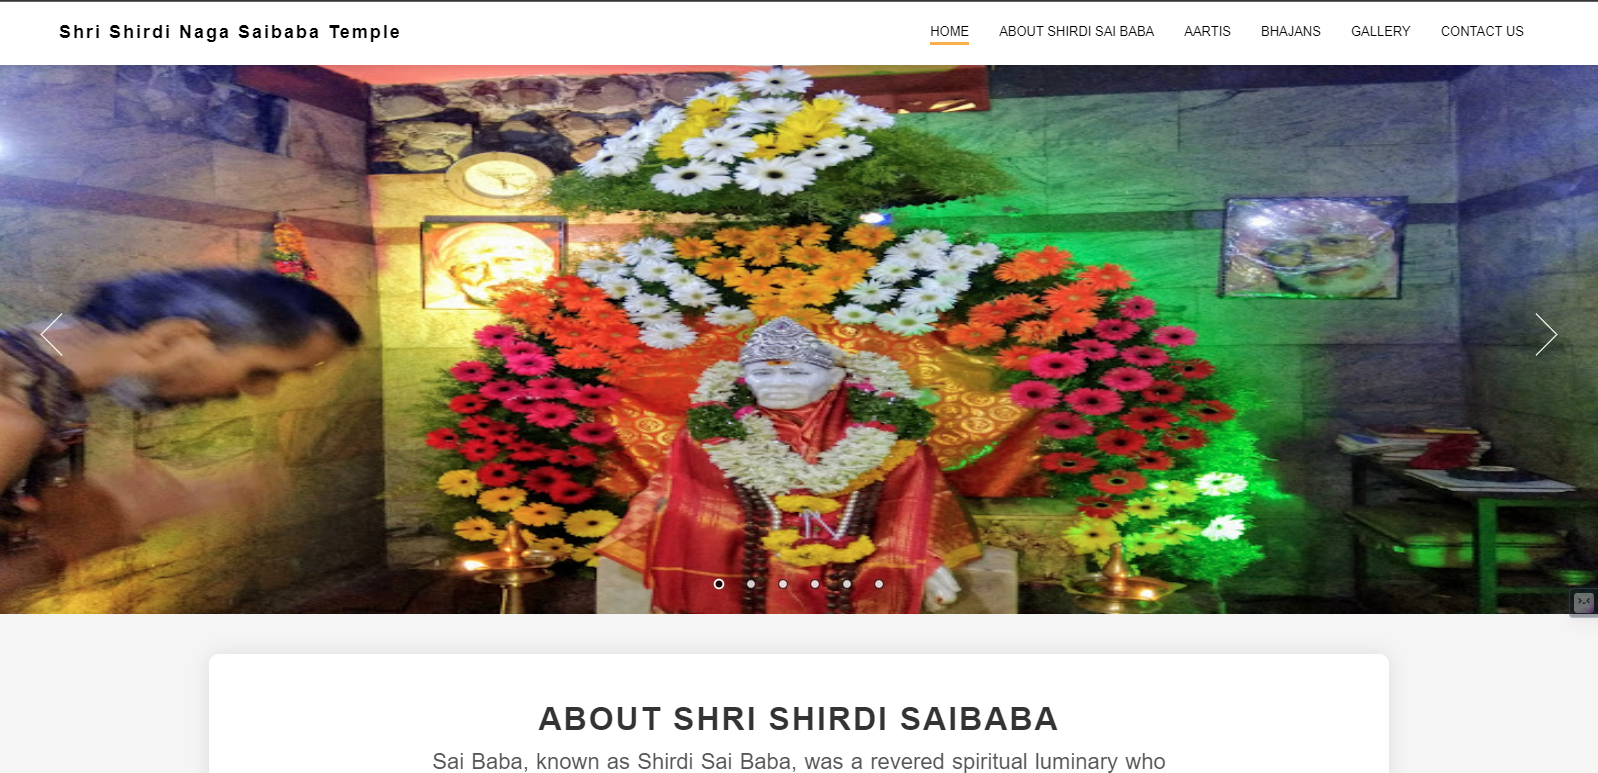 Shri Shirdi Naga Saibaba Temple
HOME ABOUT SHIRDI SAI BABA AARTIS BHAJANS GALLERY CONTACT US
ABOUT SHRI SHIRDI SAIBABA
Sai Baba, known as Shirdi Sai Baba, was a revered spiritual luminary who